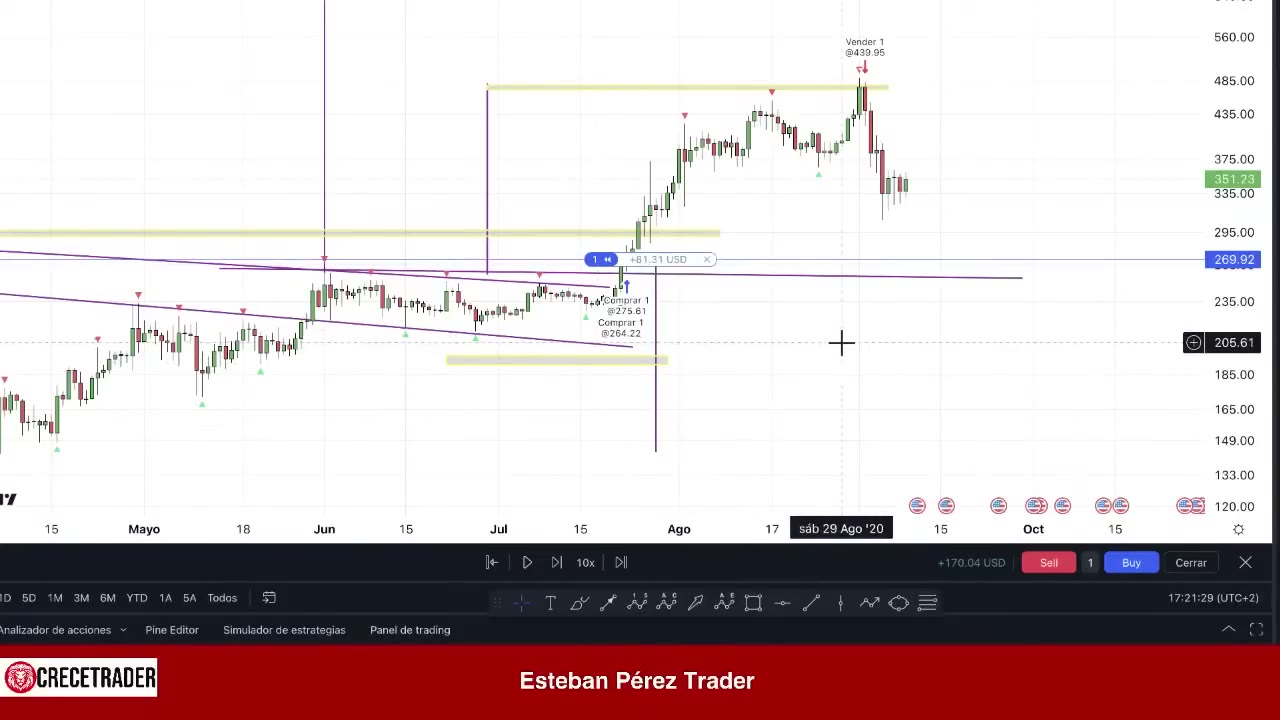 Vender 1
@439.95
560.00
485.00
435.00
375.00
351.23
335.00
295.00
1
+81.31 USD
269.92
Comprar 1
@275.61
235.00
Comprar 1
@264.22
205.61
185.00
165.00
149.00
133.00
120.00
15
Mayo
18
Jun
15
Jul
15
Ago
17
sáb 29 Ago '20
15
Oct
15
10x
+170.04 USD
Sell
1
Buy
Cerrar
1D
5D
1M
3M
6M
YTD
1A
5A
Todos
17:21:29 (UTC+2)
Analizador de acciones
Pine Editor
Simulador de estrategias
Panel de trading
CRECETRADER
Esteban Pérez Trader